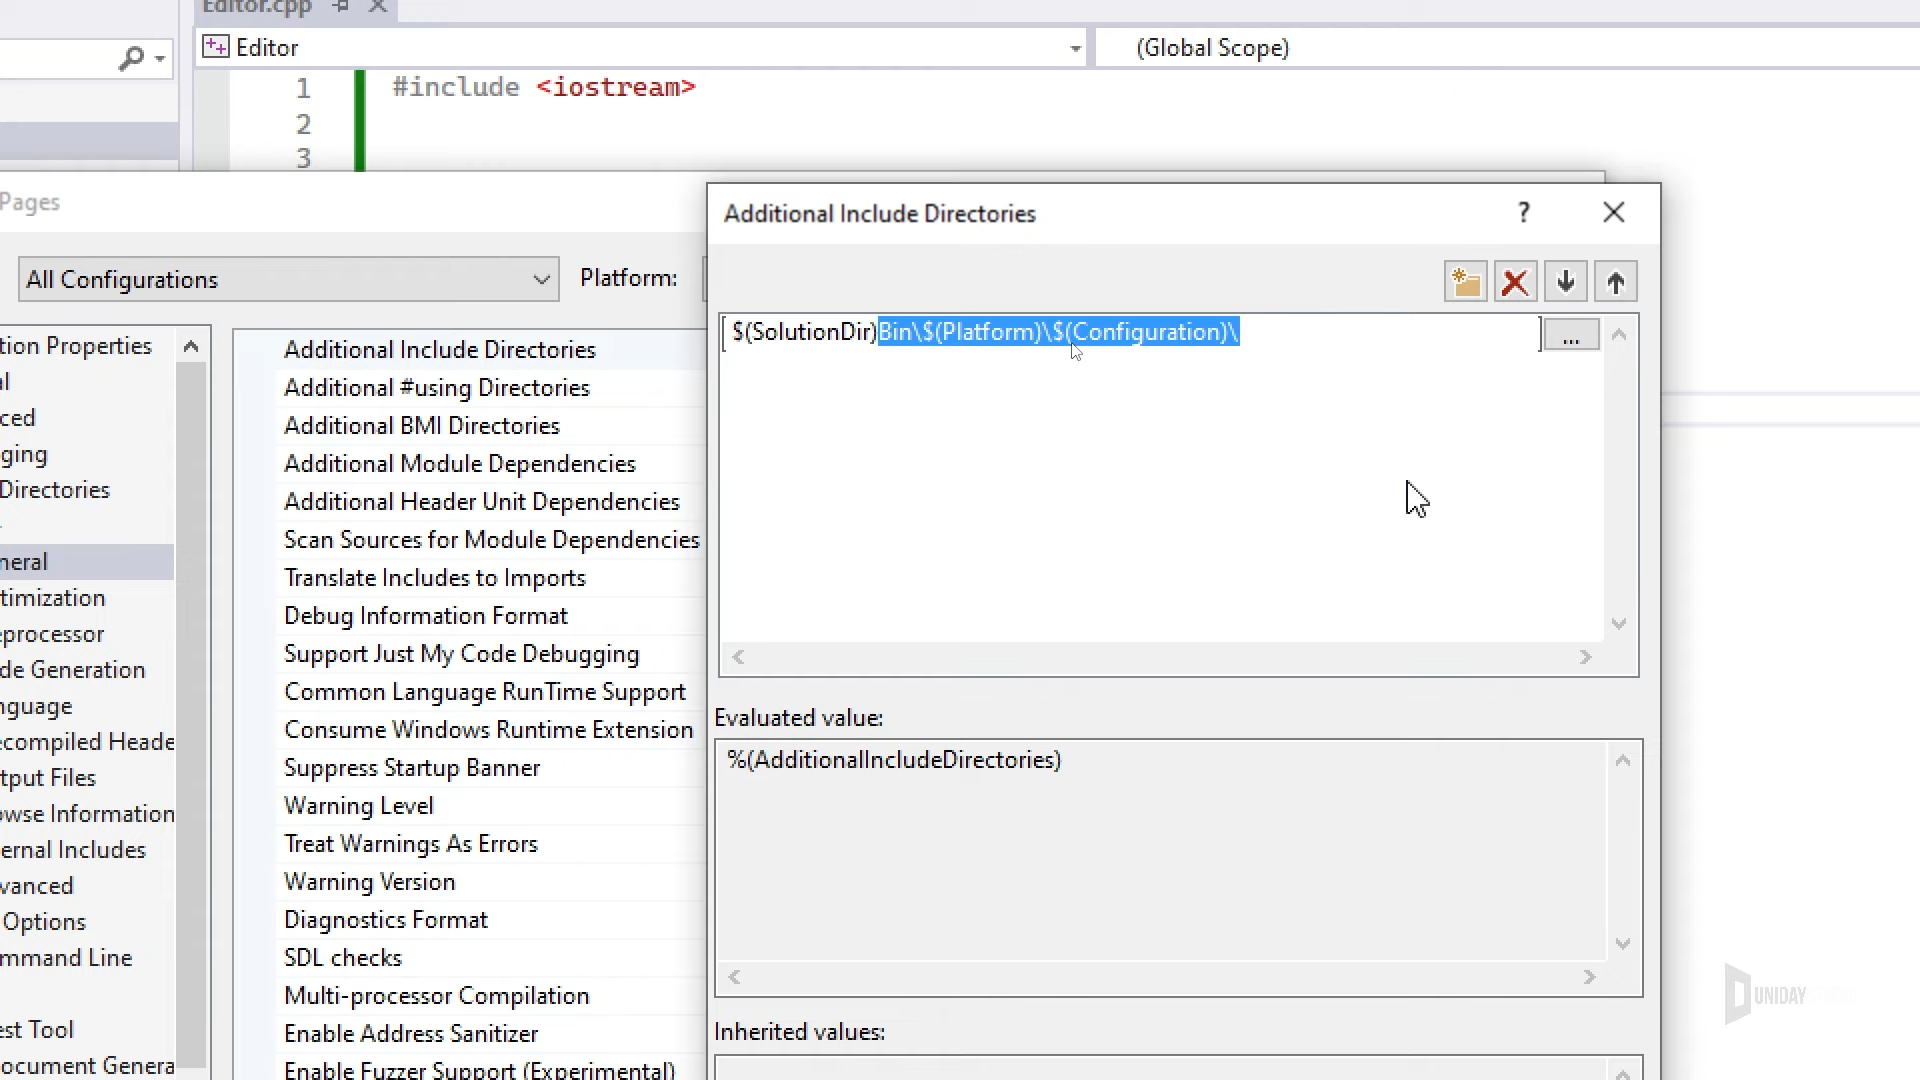 Editor.cpp
Editor
(Global Scope)
1 #include <iostream>
2
3
Pages
All Configurations
Platform:
tion Properties
al
ced
ging
Directories
neral
timization
eprocessor
de Generation
nguage
ecompiled Heade
tput Files
owse Information
ernal Includes
vanced
Options
mmand Line
est Tool
ocument Genera
Additional Include Directories
Additional #using Directories
Additional BMI Directories
Additional Module Dependencies
Additional Header Unit Dependencies
Scan Sources for Module Dependencies
Translate Includes to Imports
Debug Information Format
Support Just My Code Debugging
Common Language RunTime Support
Consume Windows Runtime Extension
Suppress Startup Banner
Warning Level
Treat Warnings As Errors
Warning Version
Diagnostics Format
SDL checks
Multi-processor Compilation
Enable Address Sanitizer
Enable Fuzzer Support (Experimental)
Additional Include Directories
?
$(SolutionDir)Bin\$(Platform)\$(Configuration)\
...
Evaluated value:
%(AdditionalIncludeDirectories)
Inherited values:
UNIDAY